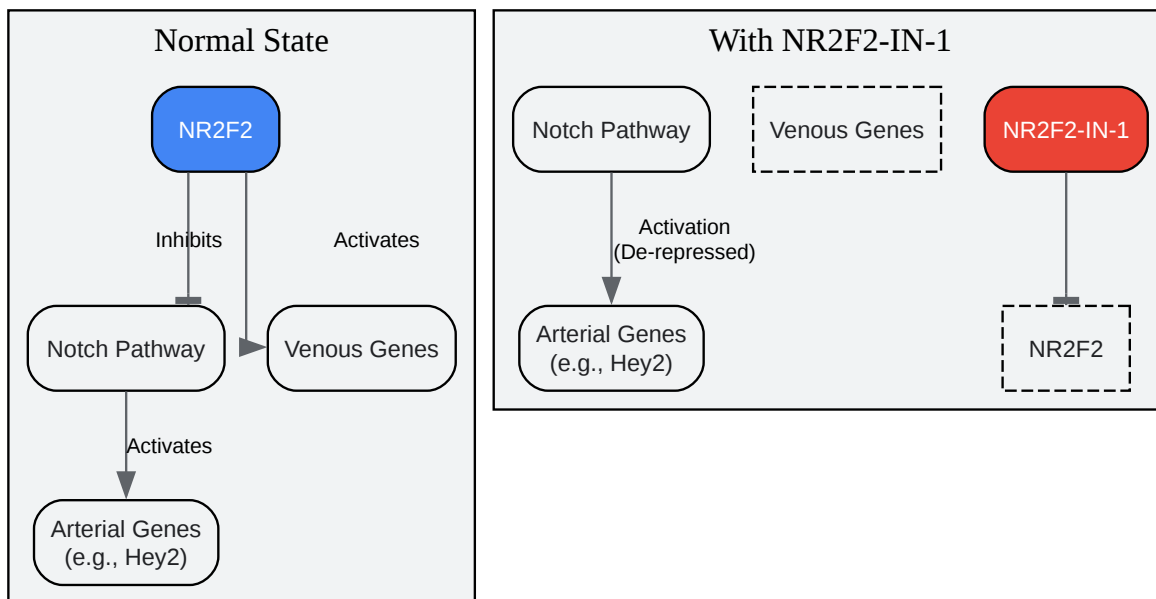 Normal State
NR2F2
Inhibits
Activates
Notch Pathway
Venous Genes
Activates
Arterial Genes
(e.g., Hey2)
With NR2F2-IN-1
Notch Pathway
Venous Genes
NR2F2-IN-1
Activation
(De-repressed)
Arterial Genes
(e.g., Hey2)
NR2F2